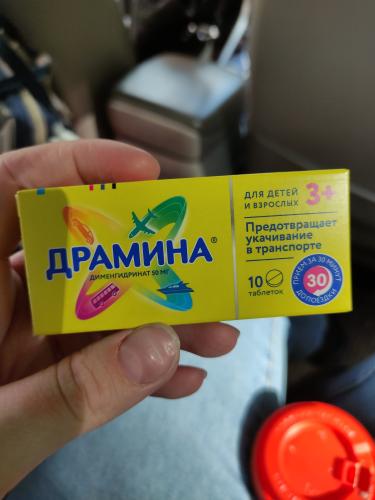 ДРАМИНА®
ДИМЕНГИДРИНАТ 50 МГ
ДЛЯ ДЕТЕЙ
И ВЗРОСЛЫХ 3+
Предотвращает
укачивание
в транспорте
10 таблеток
ПРИЕМ ЗА 30 МИНУТ
30
ДО ПОЕЗДКИ